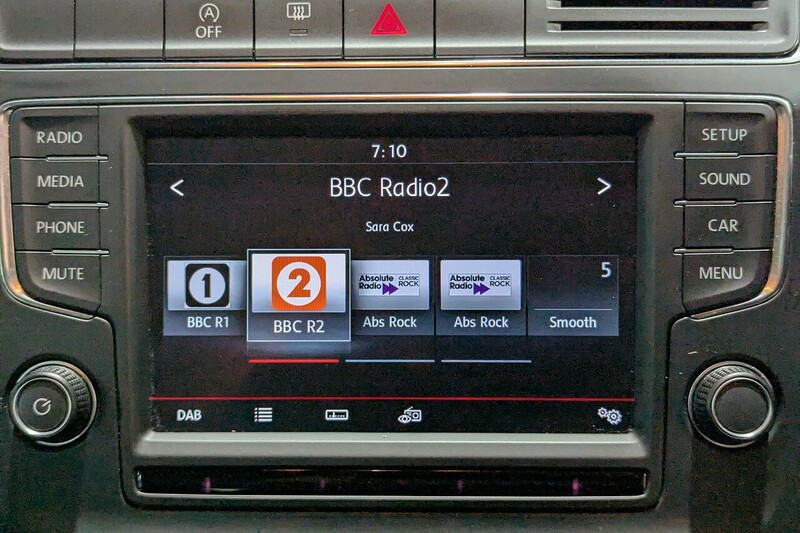 A
OFF
RADIO
MEDIA
PHONE
MUTE
7:10
< BBC Radio2 >
Sara Cox
1
BBC R1
2
BBC R2
Absolute Radio CLASSIC ROCK
Abs Rock
Absolute Radio CLASSIC ROCK
Abs Rock
5
Smooth
DAB
SETUP
SOUND
CAR
MENU